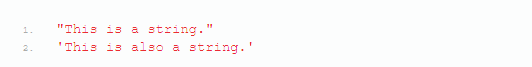 1. "This is a string."
2. 'This is also a string.'